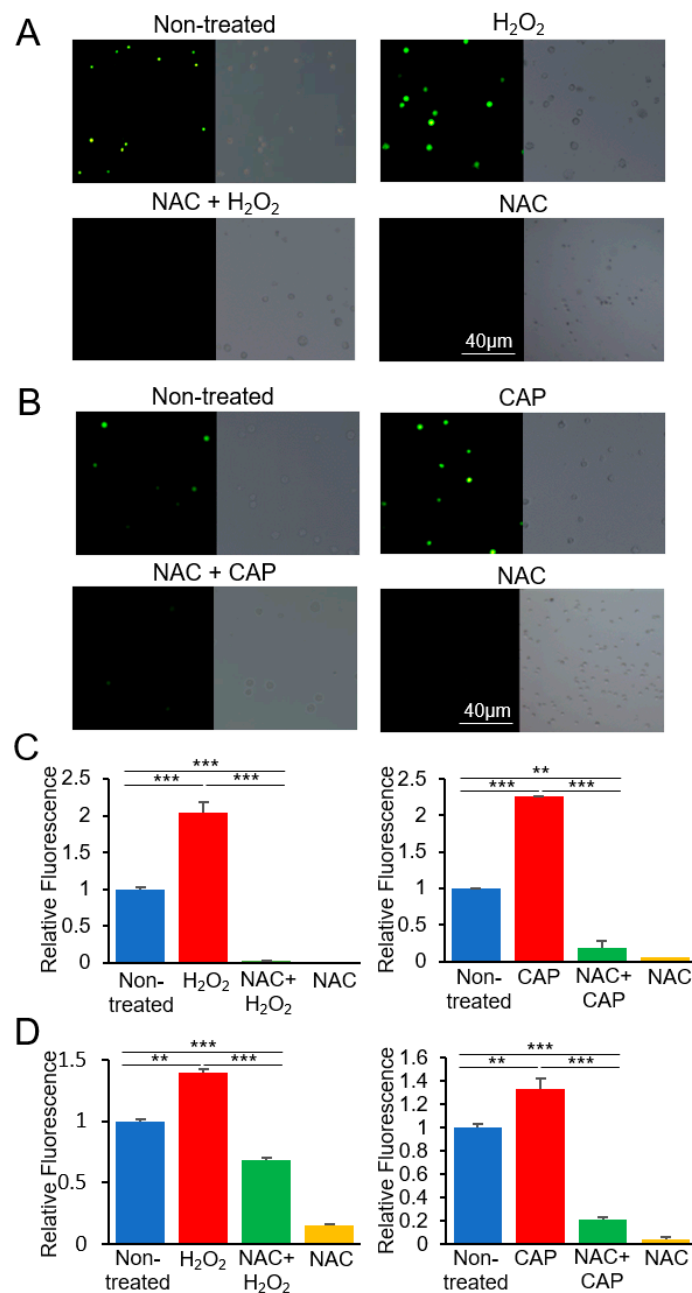 A
Non-treated
H₂O₂
NAC + H₂O₂
NAC
40µm
B
Non-treated
CAP
NAC + CAP
NAC
40µm
C
Relative Fluorescence
2.5
2
1.5
1
0.5
0
***
*** ***
Non-treated
H₂O₂
NAC+
H₂O₂
NAC
Relative Fluorescence
2.5
2
1.5
1
0.5
0
**
*** ***
Non-treated
CAP
NAC+
CAP
NAC
D
Relative Fluorescence
1.5
1
0.5
0
***
** ***
Non-treated
H₂O₂
NAC+
H₂O₂
NAC
Relative Fluorescence
1.6
1.4
1.2
1
0.8
0.6
0.4
0.2
0
***
** ***
Non-treated
CAP
NAC+
CAP
NAC